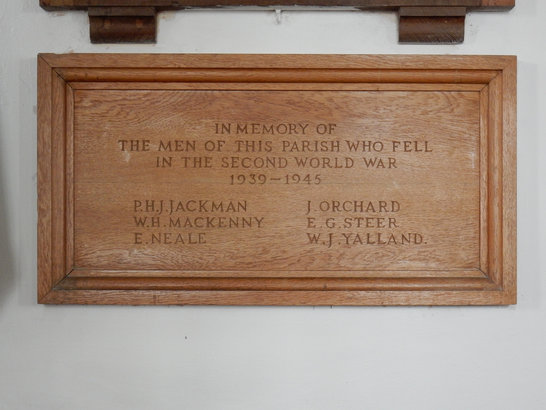 IN MEMORY OF
THE MEN OF THIS PARISH WHO FELL
IN THE SECOND WORLD WAR
1939–1945
P.H.J. JACKMAN
W.H. MACKENNY
E. NEALE
J. ORCHARD
E.G. STEER
W.J. YALLAND.